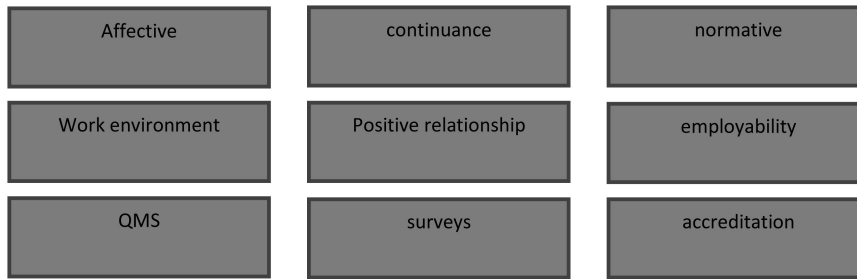 Affective
continuance
normative
Work environment
Positive relationship
employability
QMS
surveys
accreditation